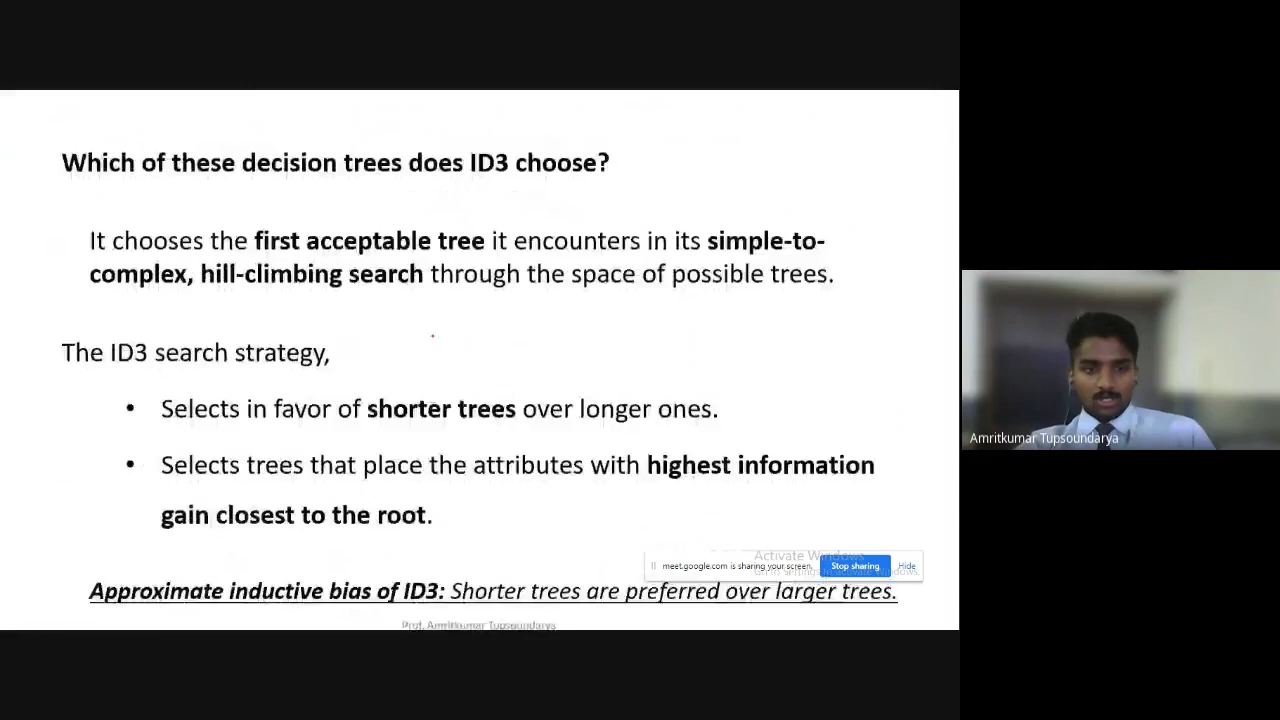 Which of these decision trees does ID3 choose?
It chooses the first acceptable tree it encounters in its simple-to-
complex, hill-climbing search through the space of possible trees.
The ID3 search strategy,
• Selects in favor of shorter trees over longer ones.
• Selects trees that place the attributes with highest information
gain closest to the root.
Activate Windows
meet.google.com is sharing your screen. Stop sharing Hide
Approximate inductive bias of ID3: Shorter trees are preferred over larger trees.
Prof. Amritkumar Tupsoundarya
Amritkumar Tupsoundarya